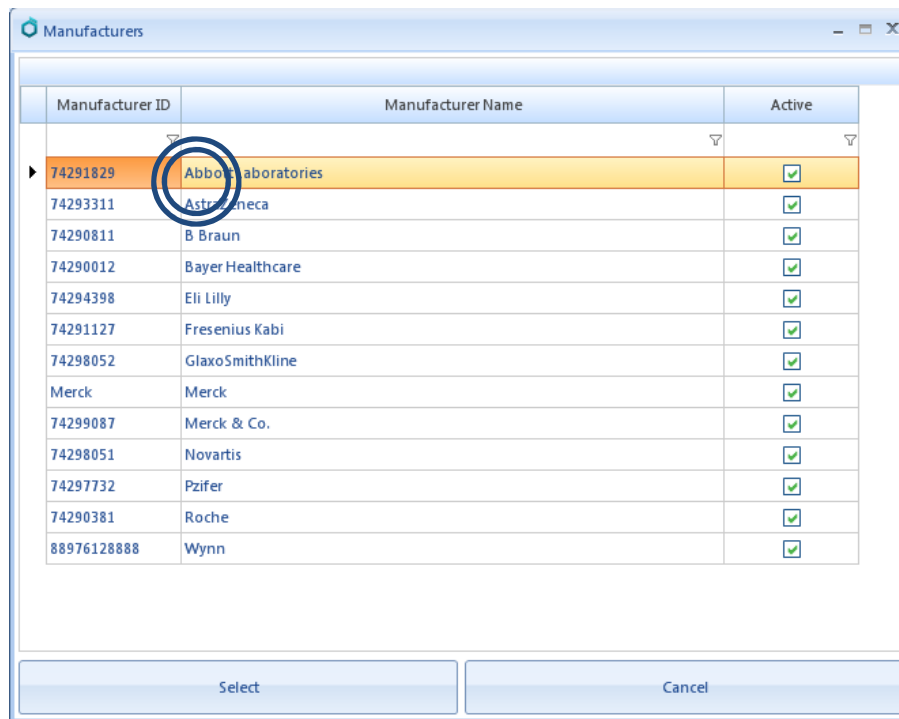 Manufacturers
Manufacturer ID Manufacturer Name Active
74291829 Abbott Laboratories
74293311 AstraZeneca
74290811 B Braun
74290012 Bayer Healthcare
74294398 Eli Lilly
74291127 Fresenius Kabi
74298052 GlaxoSmithKline
Merck Merck
74299087 Merck & Co.
74298051 Novartis
74297732 Pzifer
74290381 Roche
88976128888 Wynn
Select Cancel